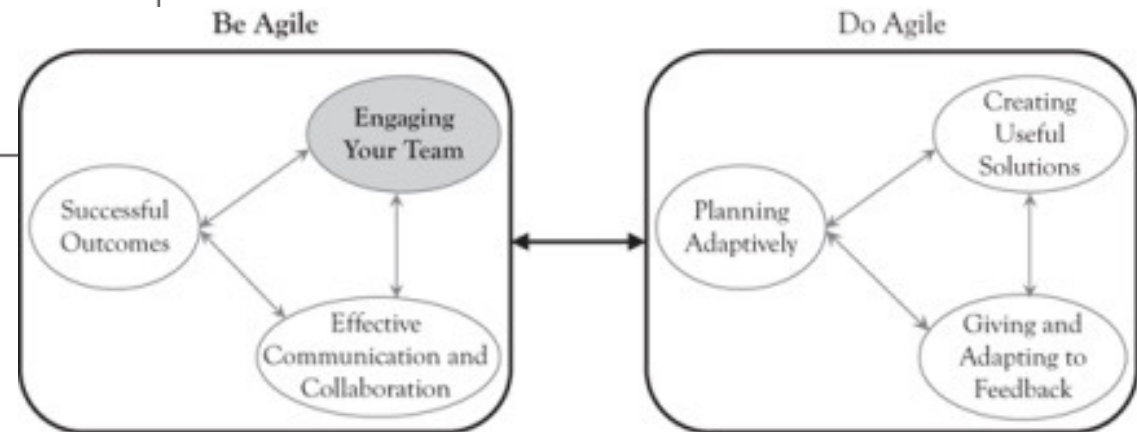 Be Agile
Engaging
Your Team
Successful
Outcomes
Effective
Communication and
Collaboration
Do Agile
Creating
Useful
Solutions
Planning
Adaptively
Giving and
Adapting to
Feedback